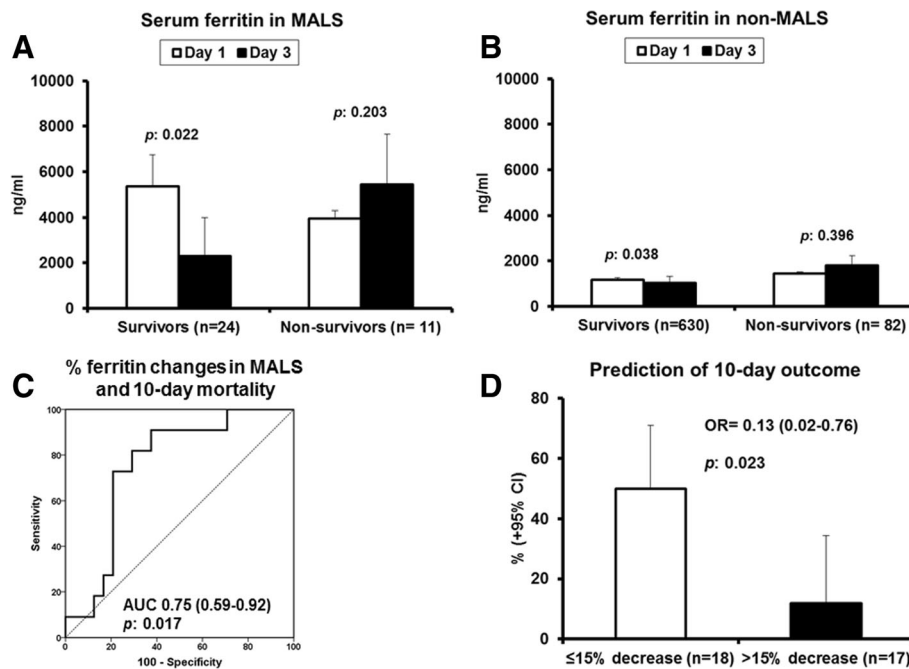 A
Serum ferritin in MALS
Day 1 Day 3
ng/ml
10000
8000
6000
4000
2000
0
p: 0.022
p: 0.203
Survivors (n=24) Non-survivors (n= 11)
B
Serum ferritin in non-MALS
Day 1 Day 3
ng/ml
10000
8000
6000
4000
2000
0
p: 0.038
p: 0.396
Survivors (n=630) Non-survivors (n= 82)
C
% ferritin changes in MALS
and 10-day mortality
Sensitivity
100
80
60
40
20
0
AUC 0.75 (0.59-0.92)
p: 0.017
0 20 40 60 80 100
100 - Specificity
D
Prediction of 10-day outcome
% (+95% CI)
80
60
40
20
0
OR= 0.13 (0.02-0.76)
p: 0.023
≤15% decrease (n=18) >15% decrease (n=17)